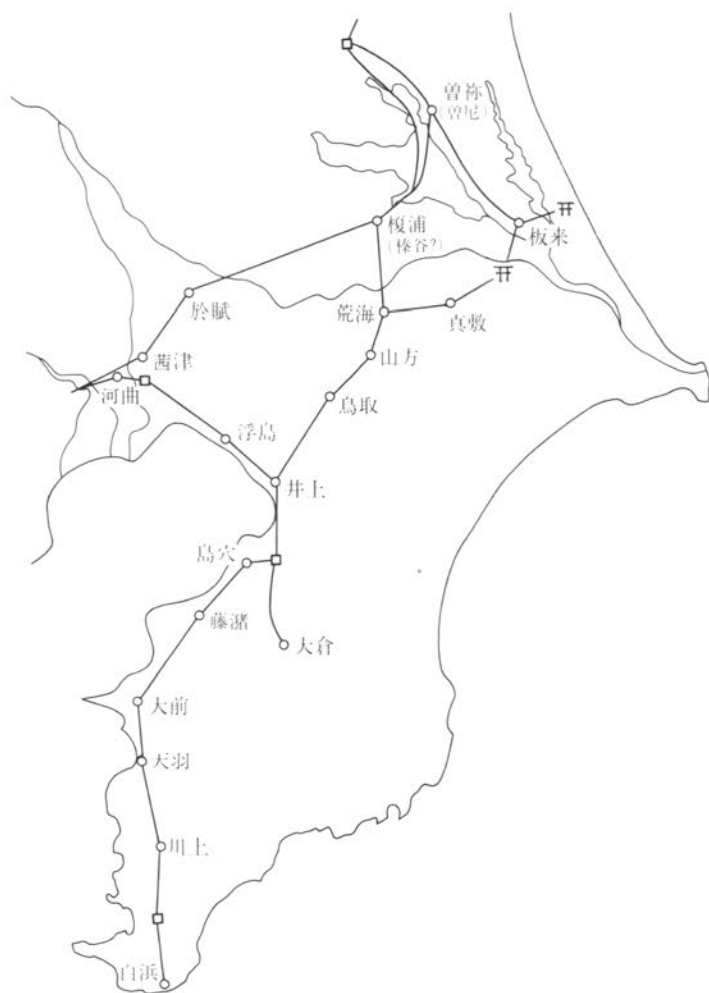 曽祢
(曽尼)
榎浦
(榛谷?)
板来
於賦
荒海
真敷
茜津
山方
河曲
鳥取
浮島
井上
島穴
藤潴
大倉
大前
天羽
川上
白浜